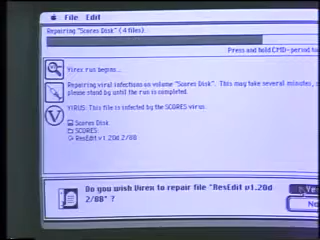 File Edit
Repairing "Scores Disk" (4 files).
Press and hold CMD-period to
Virex run begins...
Repairing viral infections on volume "Scores Disk". This may take several minutes,
please stand by until the run is completed.
VIRUS: This file is infected by the SCORES virus.
Scores Disk
SCORES
ResEdit v1.20d 2/88
Do you wish Virex to repair file "ResEdit v1.20d
2/88" ?
Ye
No